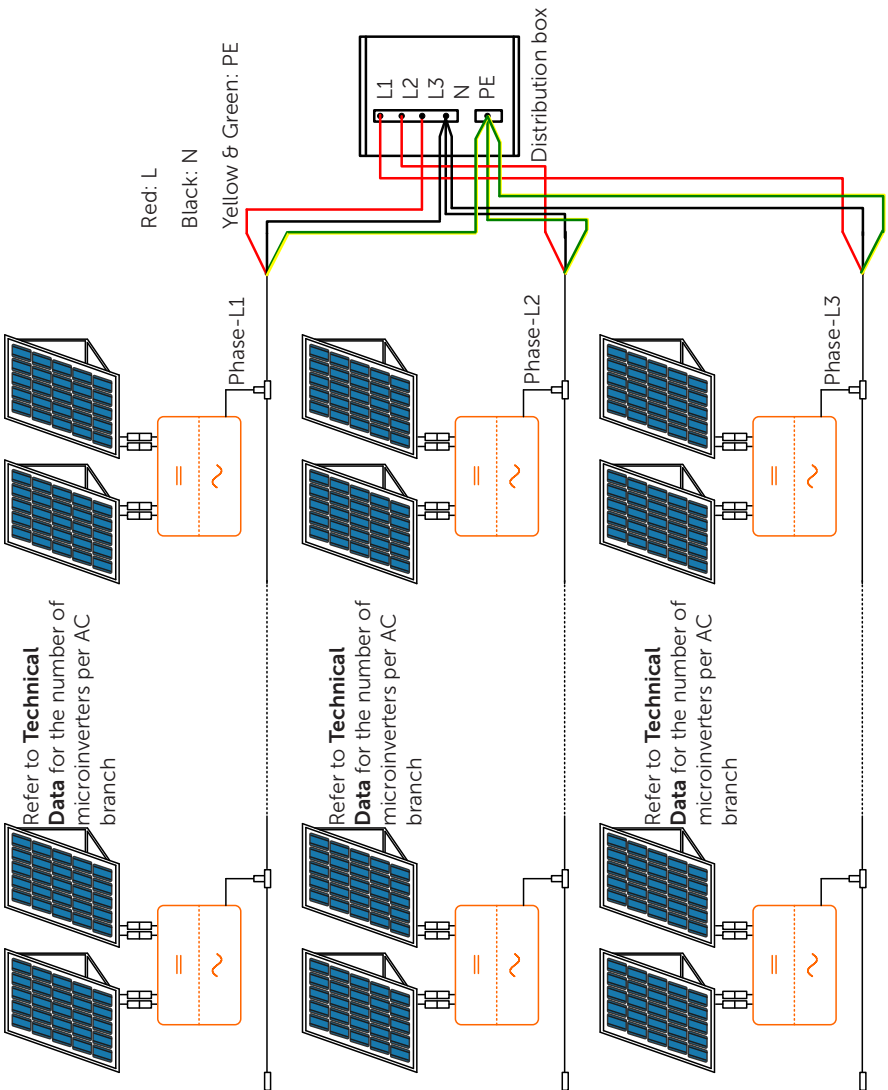 Red: L
Black: N
Yellow & Green: PE
L1
L2
L3
N
PE
Distribution box
Phase-L1
Phase-L2
Phase-L3
Refer to Technical
Data for the number of
microinverters per AC
branch
Refer to Technical
Data for the number of
microinverters per AC
branch
Refer to Technical
Data for the number of
microinverters per AC
branch